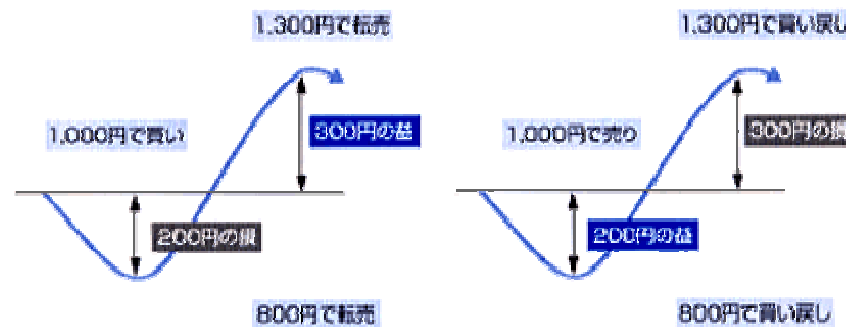 1,300円で転売
1,000円で買い
300円の益
200円の損
800円で転売
1,300円で買い戻し
1,000円で売り
300円の損
200円の益
800円で買い戻し